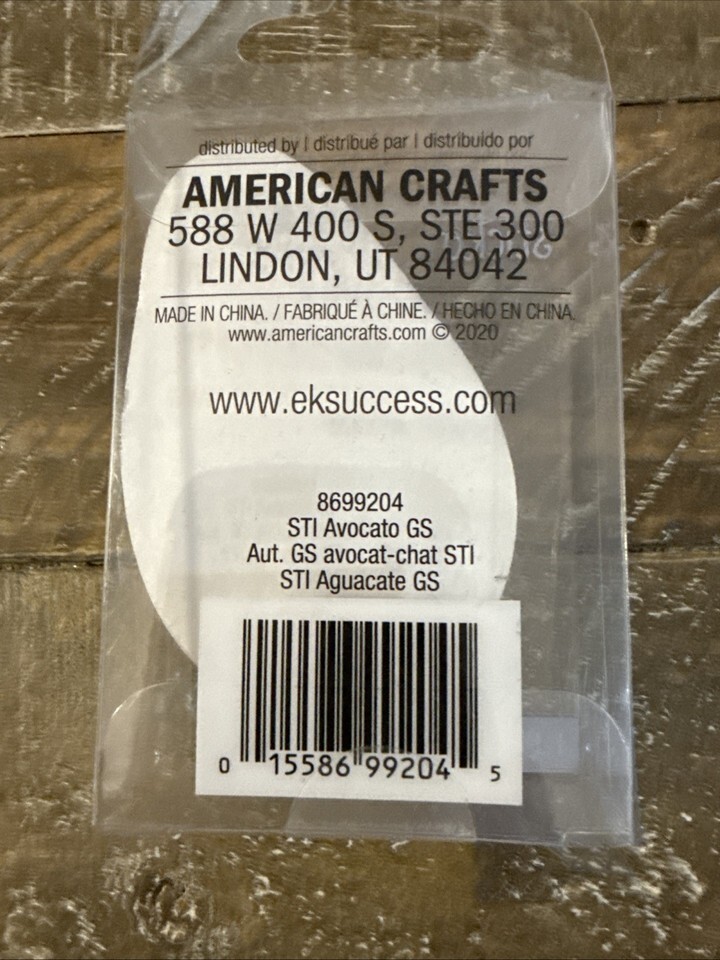 distributed by | distribué par | distribuido por
AMERICAN CRAFTS
588 W 400 S, STE 300
LINDON, UT 84042
MADE IN CHINA. / FABRIQUÉ À CHINE. / HECHO EN CHINA.
www.americancrafts.com © 2020
www.eksuccess.com
8699204
STI Avocato GS
Aut. GS avocat-chat STI
STI Aguacate GS
0 15586 99204 5